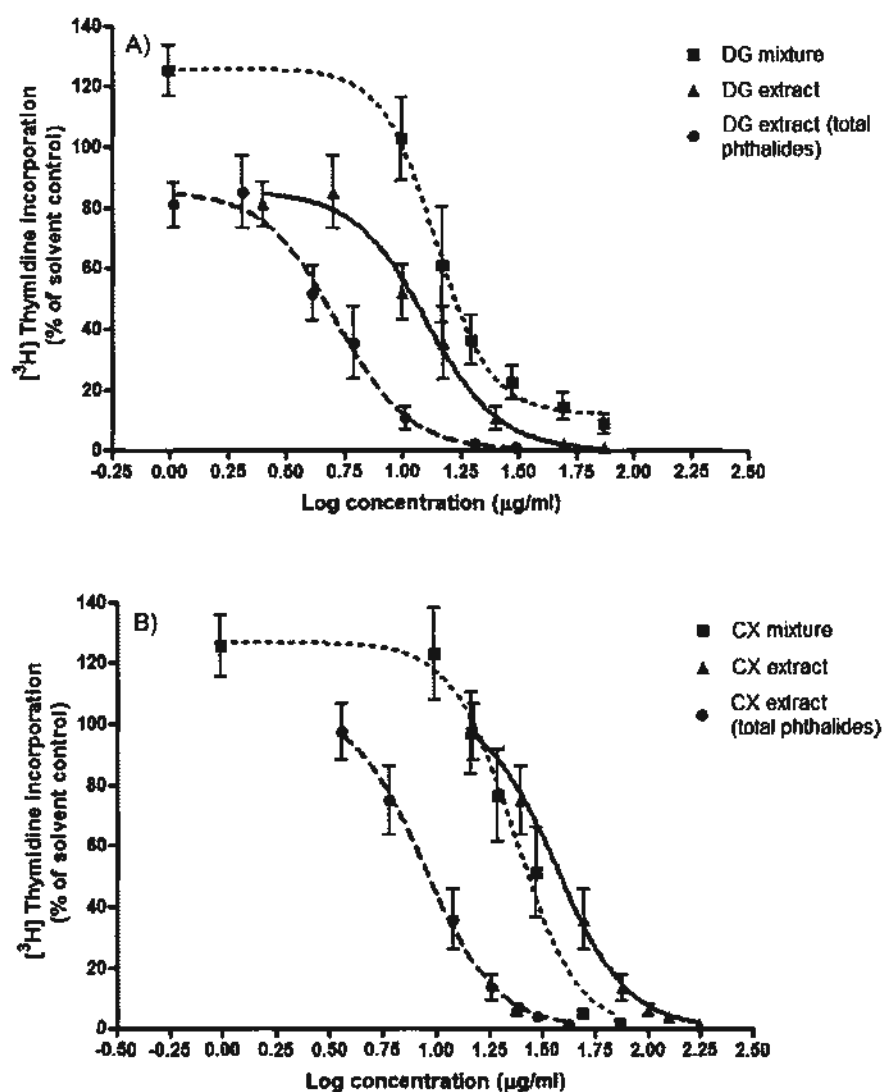 A)
140
120
100
80
60
40
20
0
[³H] Thymidine incorporation
(% of solvent control)
-0.25 0.00 0.25 0.50 0.75 1.00 1.25 1.50 1.75 2.00 2.25 2.50
Log concentration (µg/ml)
DG mixture
DG extract
DG extract (total
phthalides)
B)
140
120
100
80
60
40
20
0
[³H] Thymidine incorporation
(% of solvent control)
-0.50 -0.25 0.00 0.25 0.50 0.75 1.00 1.25 1.50 1.75 2.00 2.25 2.50
Log concentration (µg/ml)
CX mixture
CX extract
CX extract
(total phthalides)